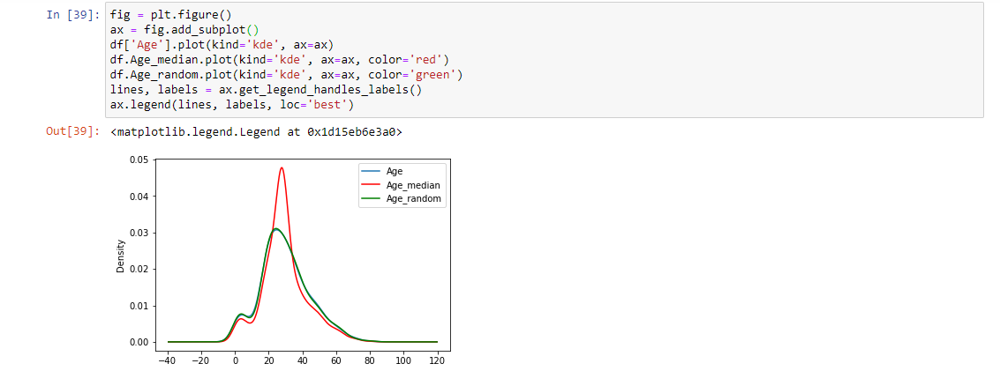 In [39]: fig = plt.figure()
ax = fig.add_subplot()
df['Age'].plot(kind='kde', ax=ax)
df.Age_median.plot(kind='kde', ax=ax, color='red')
df.Age_random.plot(kind='kde', ax=ax, color='green')
lines, labels = ax.get_legend_handles_labels()
ax.legend(lines, labels, loc='best')
Out[39]: <matplotlib.legend.Legend at 0x1d15eb6e3a0>
Age
Age_median
Age_random
Density
0.05
0.04
0.03
0.02
0.01
0.00
−40 −20 0 20 40 60 80 100 120